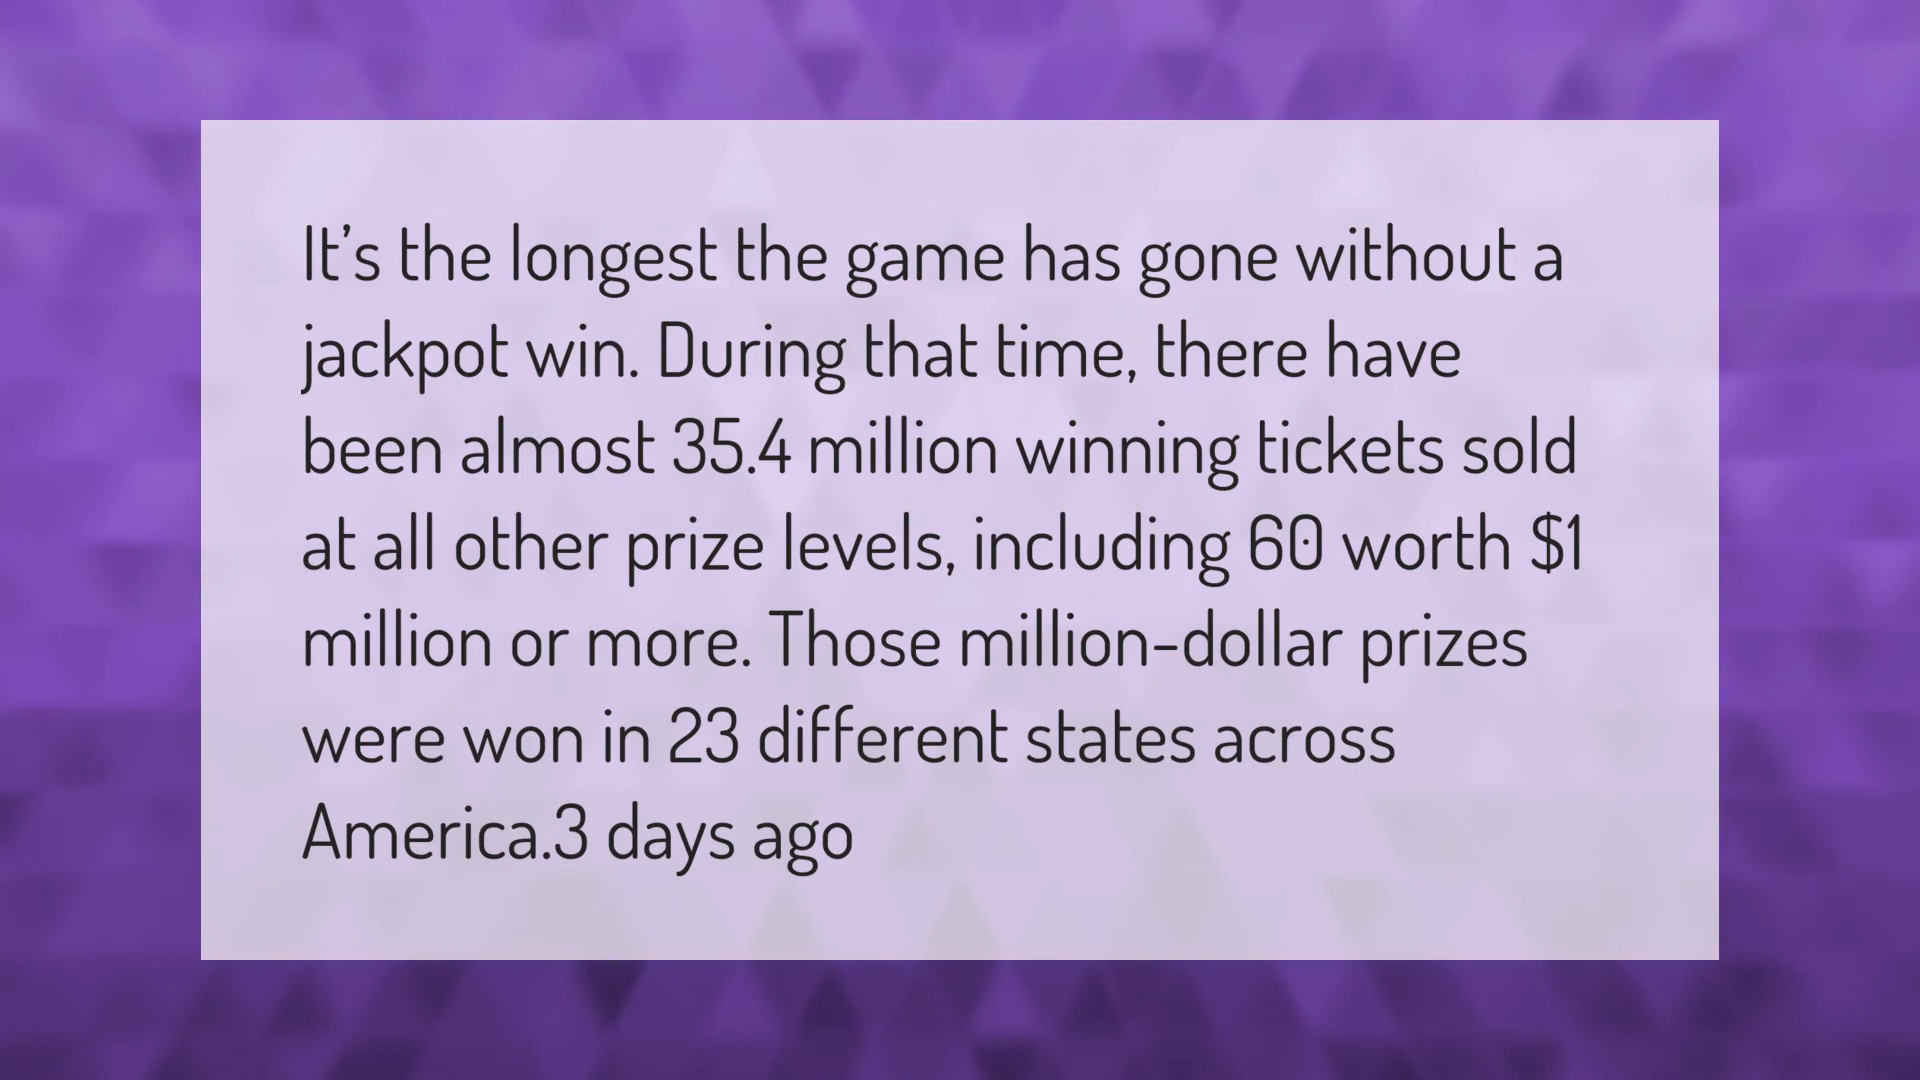 It’s the longest the game has gone without a
jackpot win. During that time, there have
been almost 35.4 million winning tickets sold
at all other prize levels, including 60 worth $1
million or more. Those million-dollar prizes
were won in 23 different states across
America.3 days ago